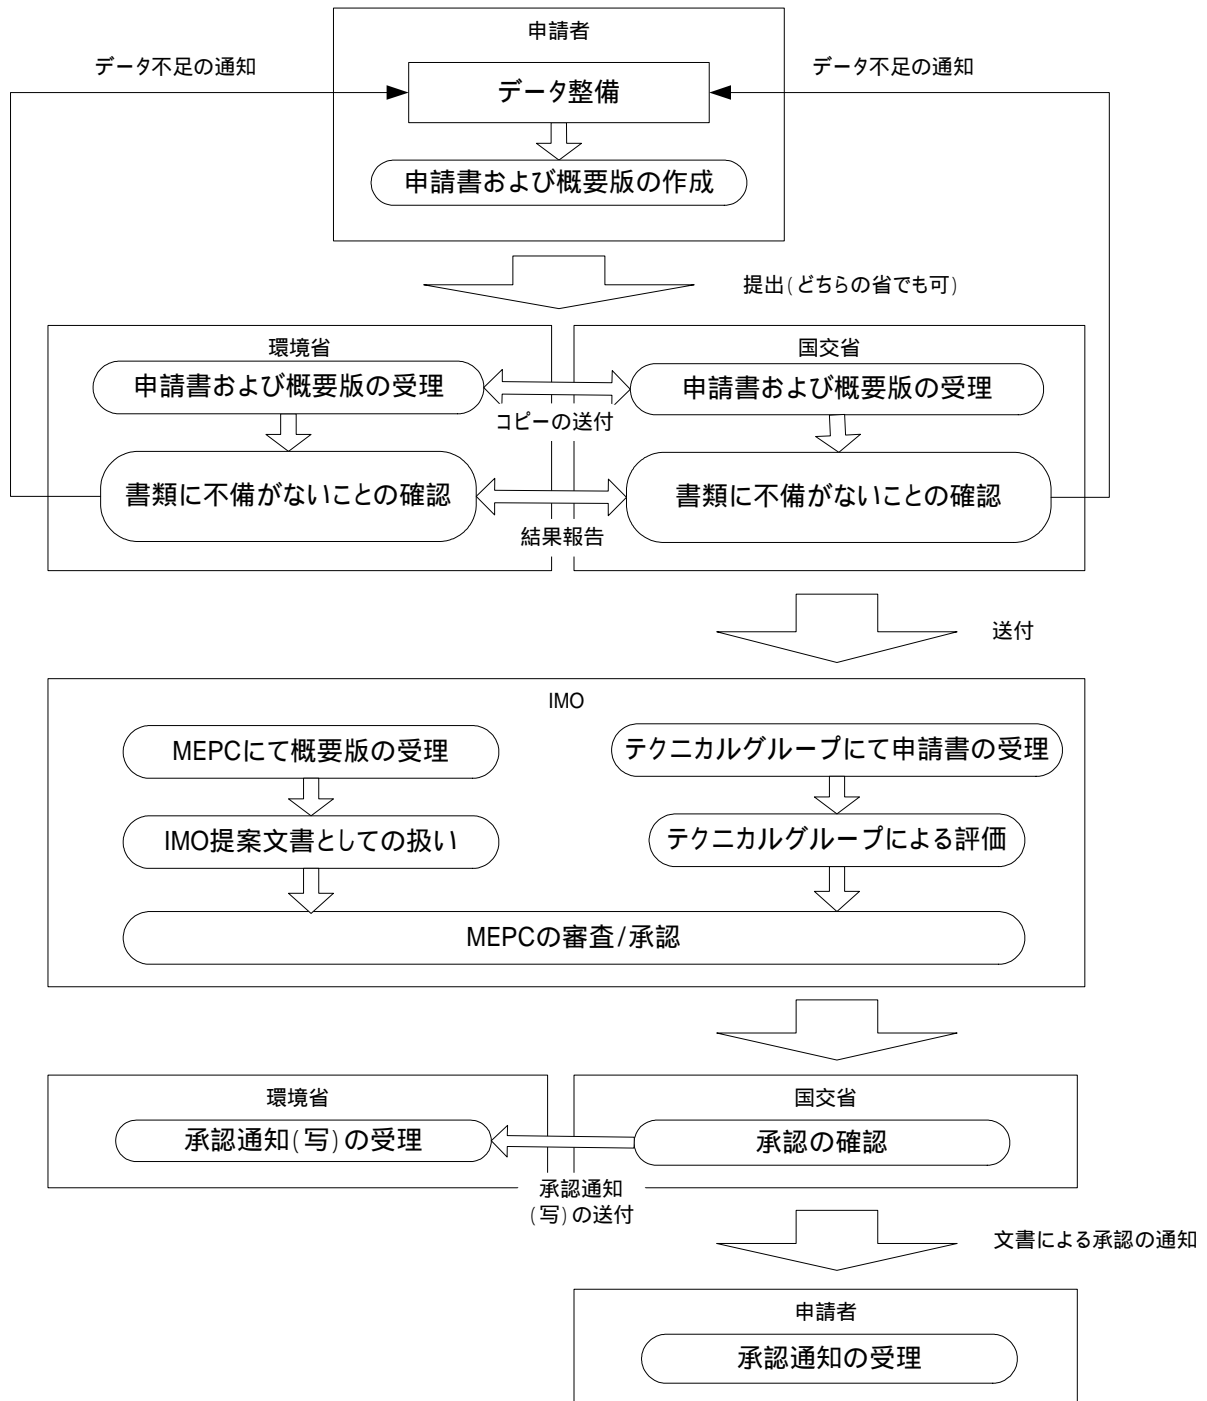 申請者
データ不足の通知
データ不足の通知
データ整備
申請書および概要版の作成
提出(どちらの省でも可)
環境省
国交省
申請書および概要版の受理
申請書および概要版の受理
コピーの送付
書類に不備がないことの確認
書類に不備がないことの確認
結果報告
送付
IMO
MEPCにて概要版の受理
テクニカルグループにて申請書の受理
IMO提案文書としての扱い
テクニカルグループによる評価
MEPCの審査/承認
環境省
国交省
承認通知(写)の受理
承認の確認
承認通知
(写)の送付
文書による承認の通知
申請者
承認通知の受理